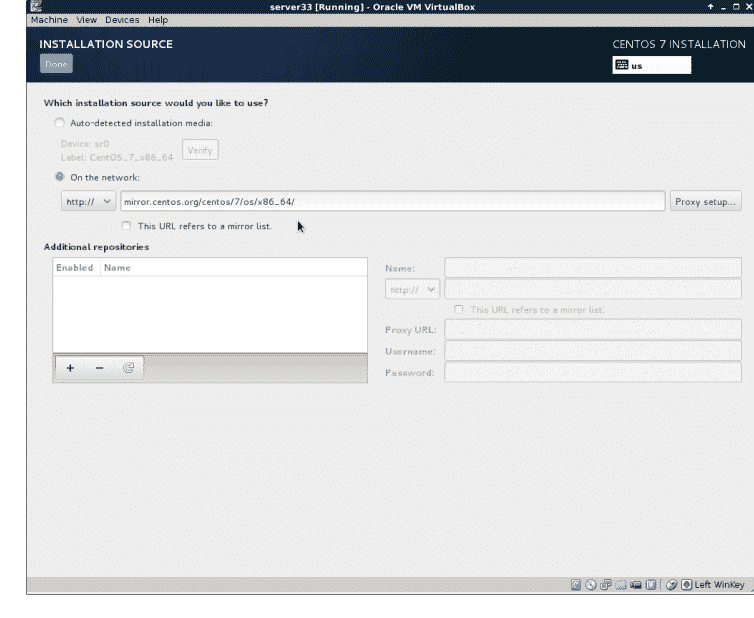 server33 [Running] - Oracle VM VirtualBox
Machine View Devices Help
INSTALLATION SOURCE
CENTOS 7 INSTALLATION
Done
us
Which installation source would you like to use?
Auto-detected installation media:
Device: sr0
Label: CentOS_7_x86_64
Verify
On the network:
http://
mirror.centos.org/centos/7/os/x86_64/
Proxy setup...
This URL refers to a mirror list.
Additional repositories
Enabled Name
Name:
http://
This URL refers to a mirror list.
Proxy URL:
Username:
Password:
Left WinKey